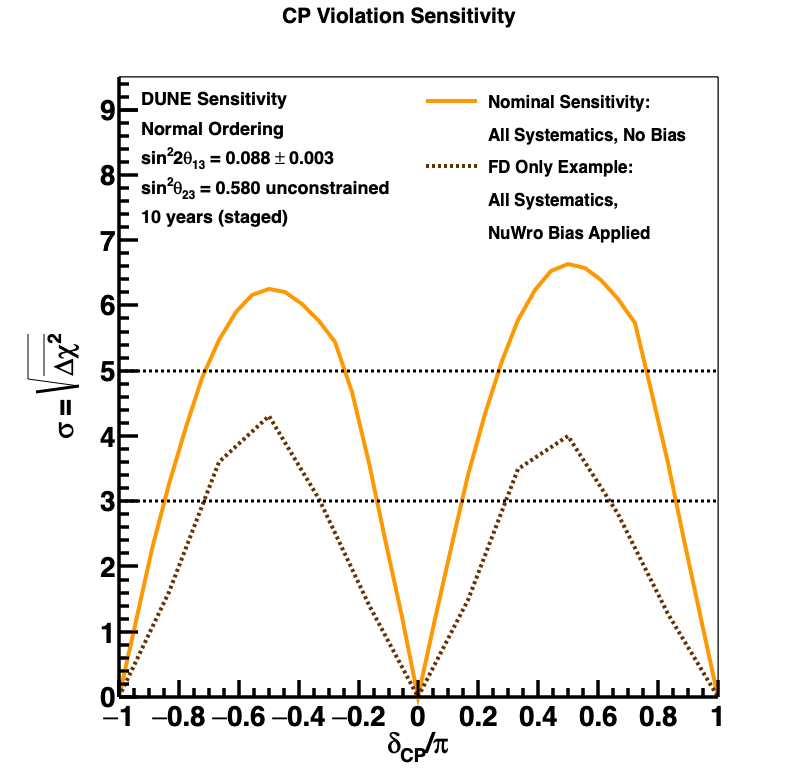 CP Violation Sensitivity
DUNE Sensitivity
Normal Ordering
sin²2θ₁₃ = 0.088 ± 0.003
sin²θ₂₃ = 0.580 unconstrained
10 years (staged)
Nominal Sensitivity:
All Systematics, No Bias
FD Only Example:
All Systematics,
NuWro Bias Applied
9
8
7
6
5
4
3
2
1
0
σ = √Δχ²
−1 −0.8 −0.6 −0.4 −0.2 0 0.2 0.4 0.6 0.8 1
δCP/π